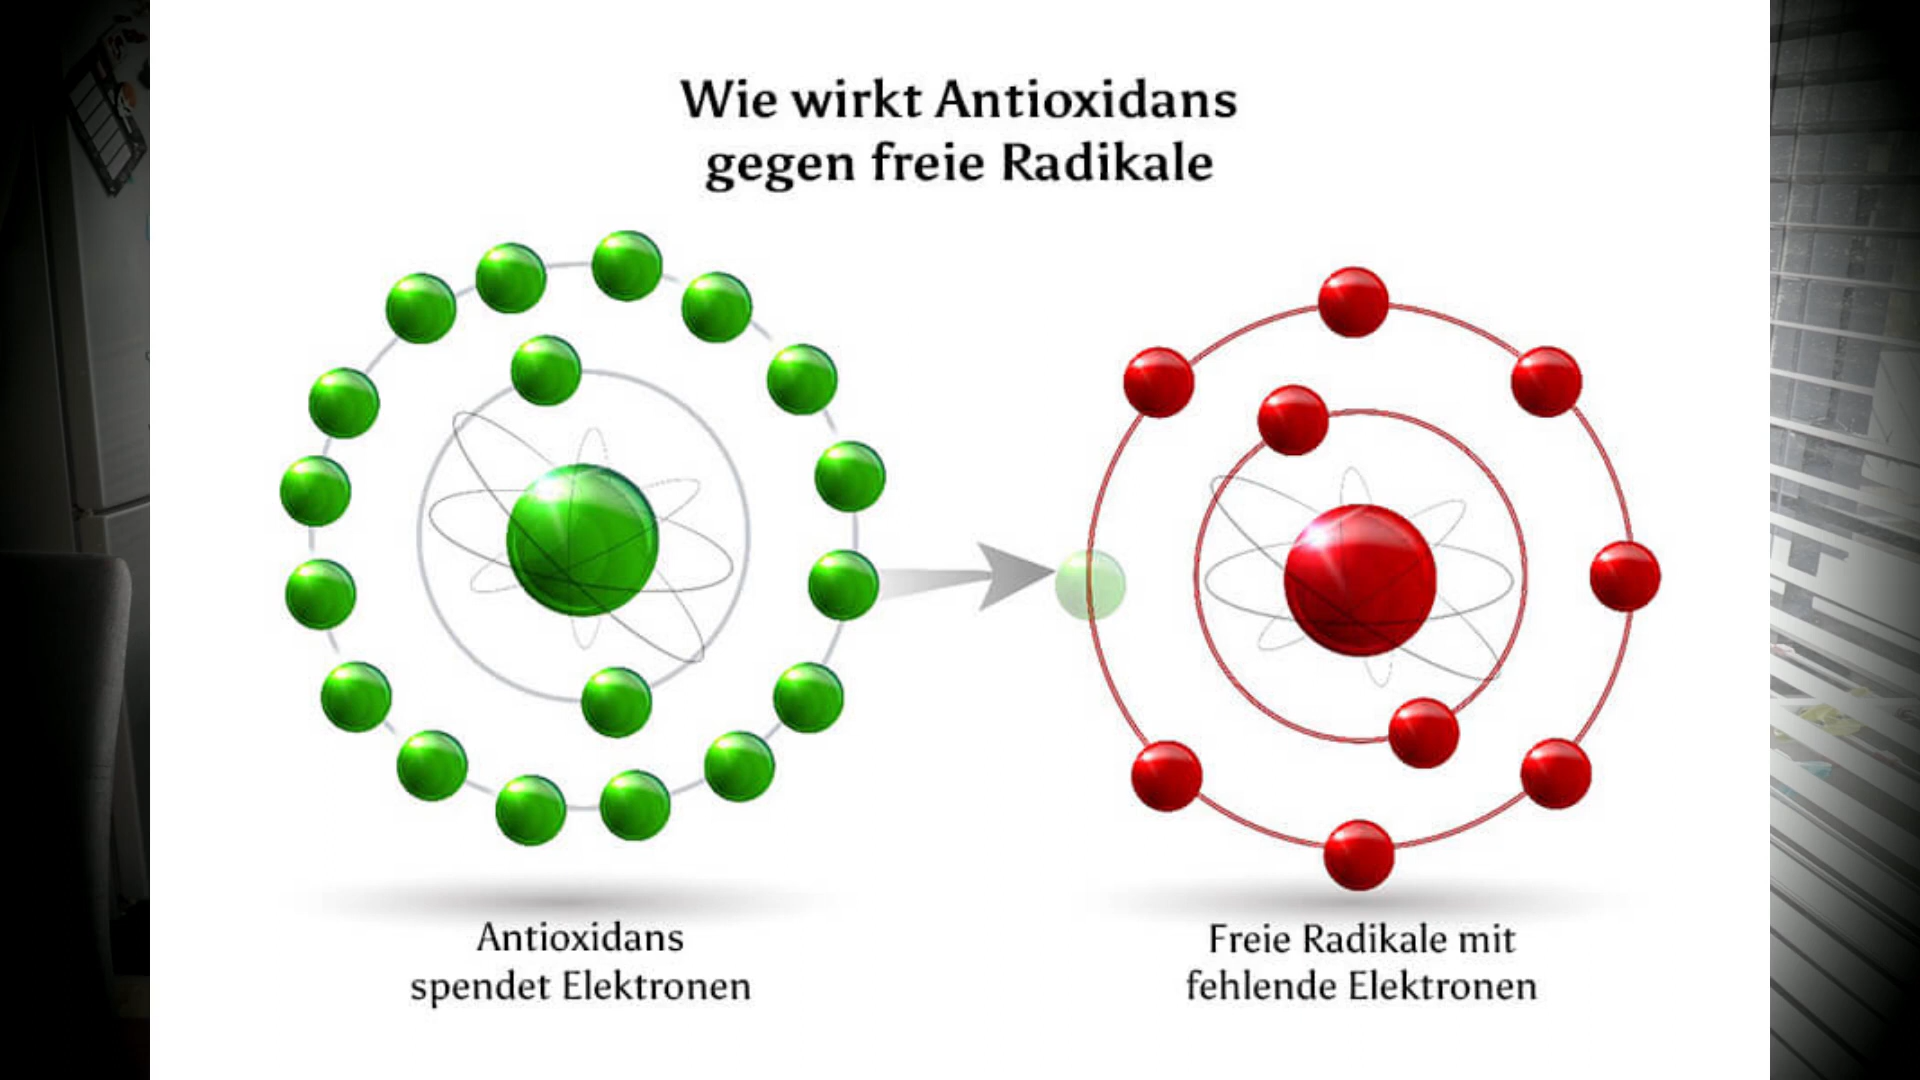 Wie wirkt Antioxidans
gegen freie Radikale
Antioxidans
spendet Elektronen
Freie Radikale mit
fehlende Elektronen